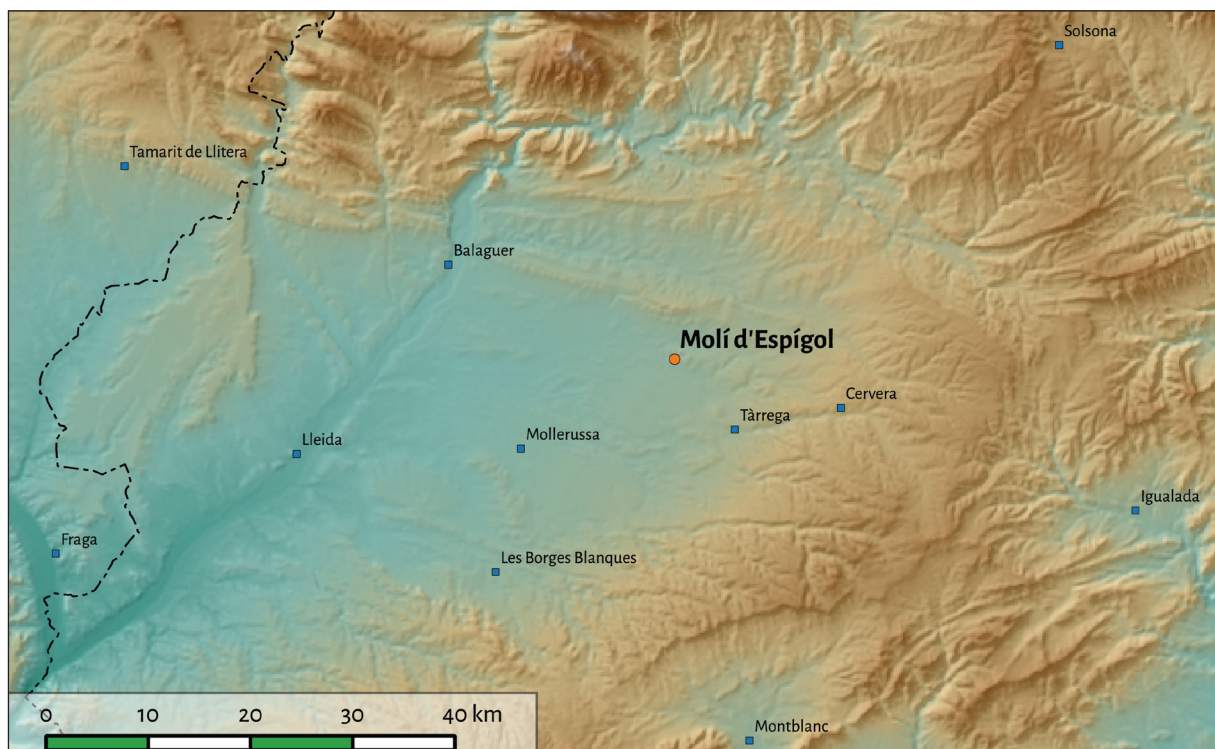 Solsona
Tamarit de Llitera
Balaguer
Molí d'Espígol
Cervera
Tàrrega
Mollerussa
Lleida
Igualada
Fraga
Les Borges Blanques
0 10 20 30 40 km
Montblanc